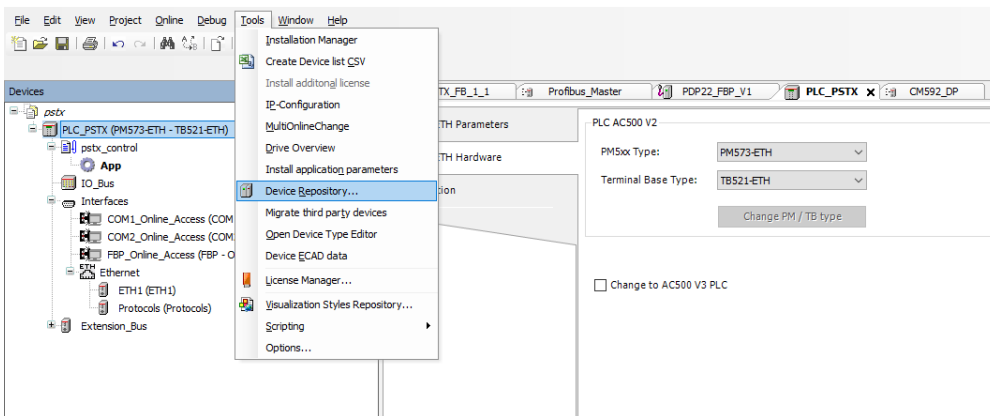 File Edit View Project Online Debug Tools Window Help
Installation Manager
Create Device list CSV
Install additonal license
IP-Configuration
MultiOnlineChange
Drive Overview
Install application parameters
Device Repository...
Migrate third party devices
Open Device Type Editor
Device ECAD data
License Manager...
Visualization Styles Repository...
Scripting
Options...
Devices
pstx
PLC_PSTX (PM573-ETH - TB521-ETH)
pstx_control
App
IO_Bus
Interfaces
COM1_Online_Access (COM
COM2_Online_Access (COM
FBP_Online_Access (FBP - O
ETH
Ethernet
ETH1 (ETH1)
Protocols (Protocols)
Extension_Bus
TX_FB_1_1 Profibus_Master PDP22_FBP_V1 PLC_PSTX CM592_DP
ETH Parameters
ETH Hardware
tion
PLC AC500 V2
PM5xx Type: PM573-ETH
Terminal Base Type: TB521-ETH
Change PM / TB type
Change to AC500 V3 PLC